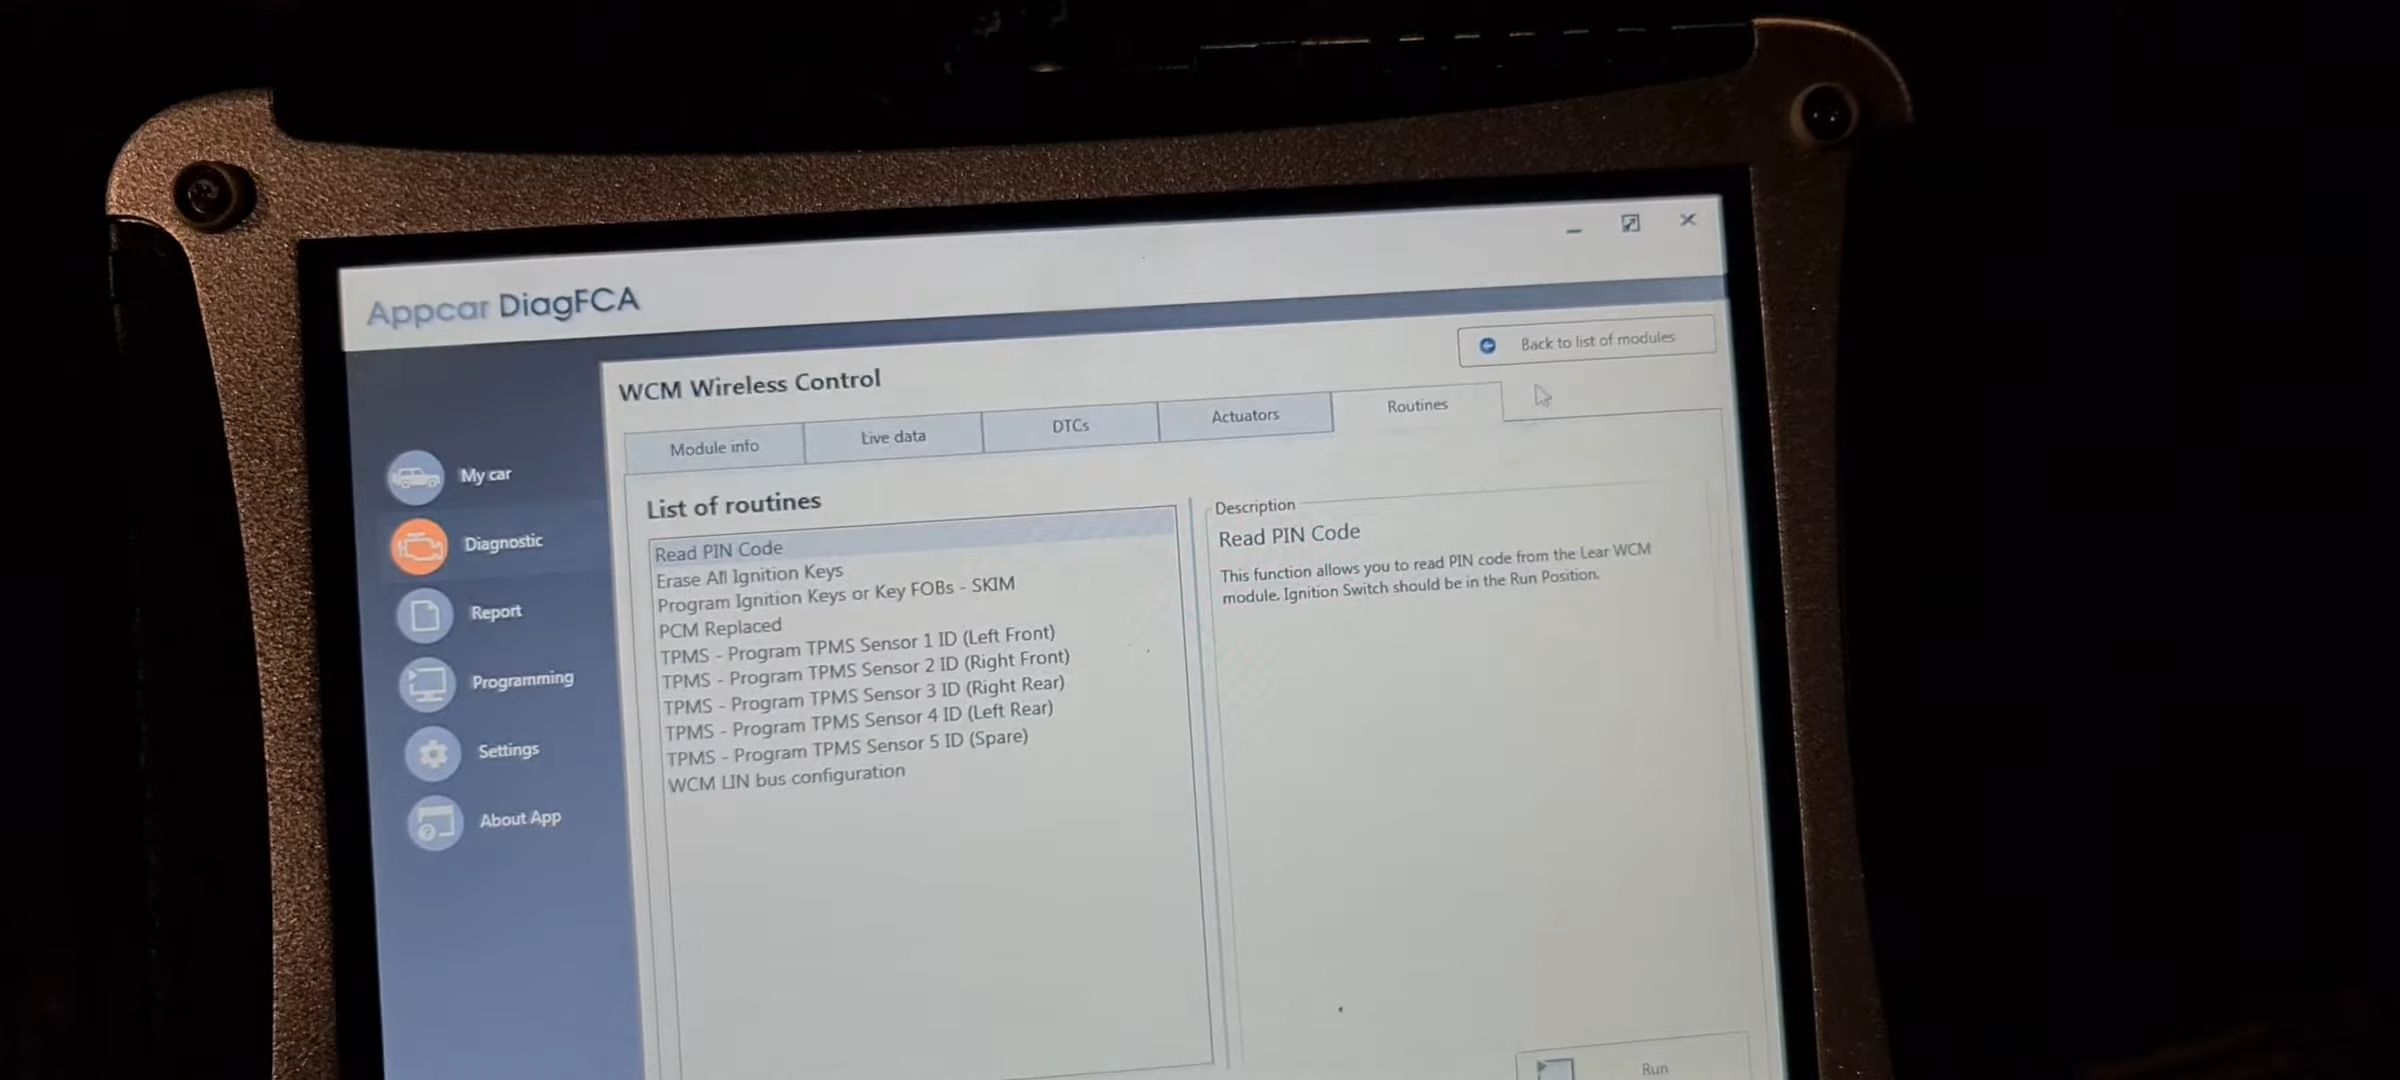 Appcar DiagFCA
Back to list of modules
WCM Wireless Control
Module info
Live data
DTCs
Actuators
Routines
My car
Diagnostic
Report
Programming
Settings
About App
List of routines
Read PIN Code
Erase All Ignition Keys
Program Ignition Keys or Key FOBs - SKIM
PCM Replaced
TPMS - Program TPMS Sensor 1 ID (Left Front)
TPMS - Program TPMS Sensor 2 ID (Right Front)
TPMS - Program TPMS Sensor 3 ID (Right Rear)
TPMS - Program TPMS Sensor 4 ID (Left Rear)
TPMS - Program TPMS Sensor 5 ID (Spare)
WCM LIN bus configuration
Description
Read PIN Code
This function allows you to read PIN code from the Lear WCM
module. Ignition Switch should be in the Run Position.
Run